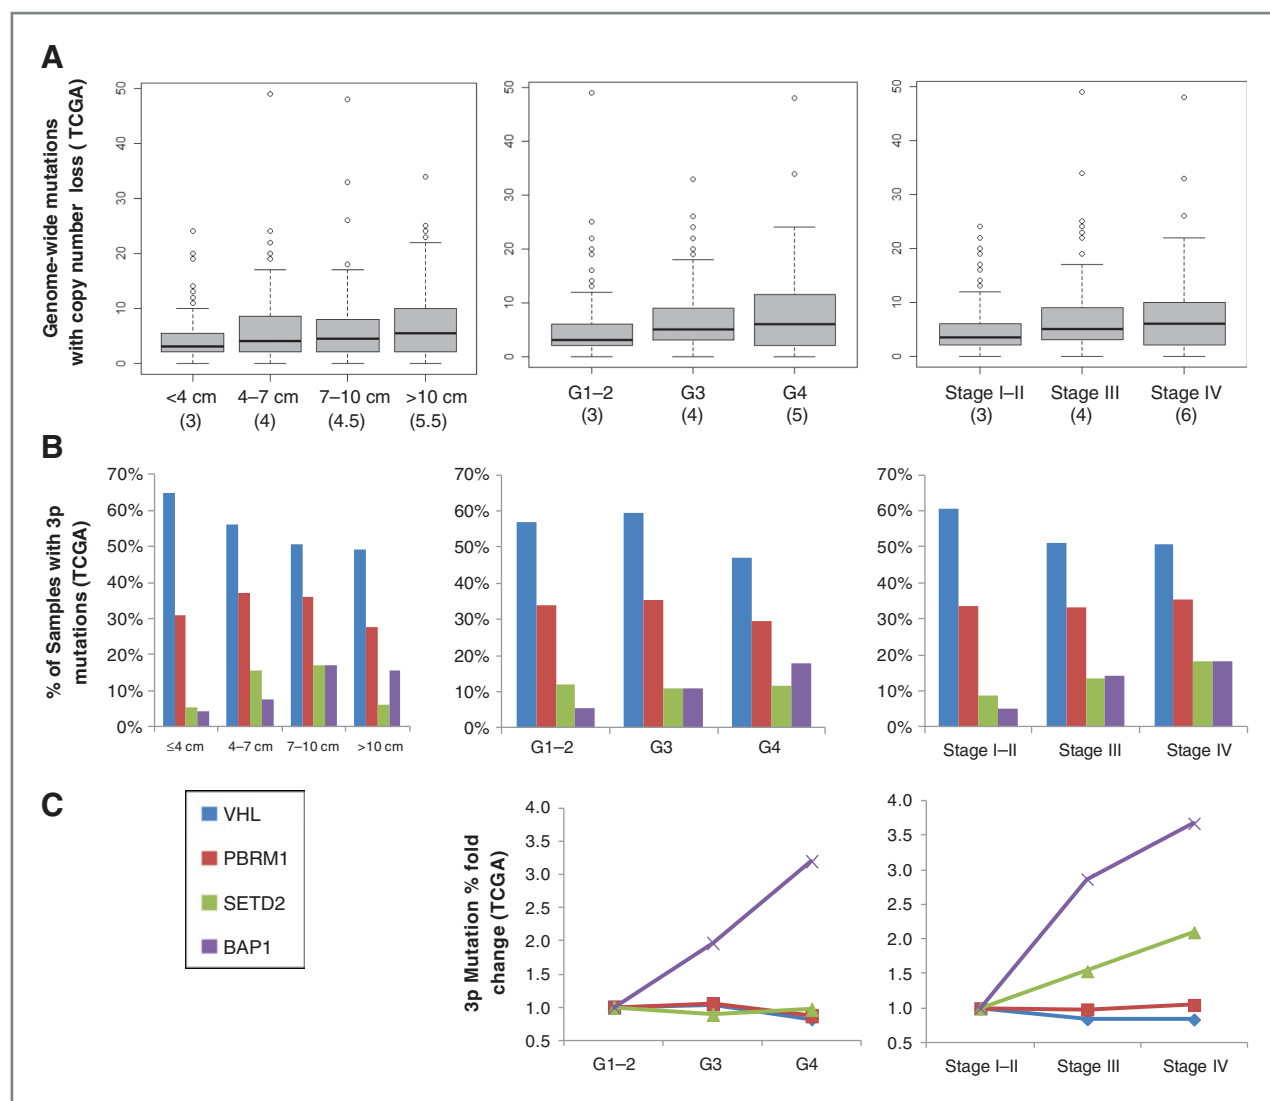 A
Genome-wide mutations
with copy number loss ( TCGA)
50
40
30
20
10
0
<4 cm 4–7 cm 7–10 cm >10 cm
(3) (4) (4.5) (5.5)
50
40
30
20
10
0
G1–2 G3 G4
(3) (4) (5)
50
40
30
20
10
0
Stage I–II Stage III Stage IV
(3) (4) (6)
B
% of Samples with 3p
mutations (TCGA)
70%
60%
50%
40%
30%
20%
10%
0%
≤4 cm 4–7 cm 7–10 cm >10 cm
70%
60%
50%
40%
30%
20%
10%
0%
G1–2 G3 G4
70%
60%
50%
40%
30%
20%
10%
0%
Stage I–II Stage III Stage IV
C
VHL
PBRM1
SETD2
BAP1
3p Mutation % fold
change (TCGA)
4.0
3.5
3.0
2.5
2.0
1.5
1.0
0.5
G1–2 G3 G4
4.0
3.5
3.0
2.5
2.0
1.5
1.0
0.5
Stage I–II Stage III Stage IV